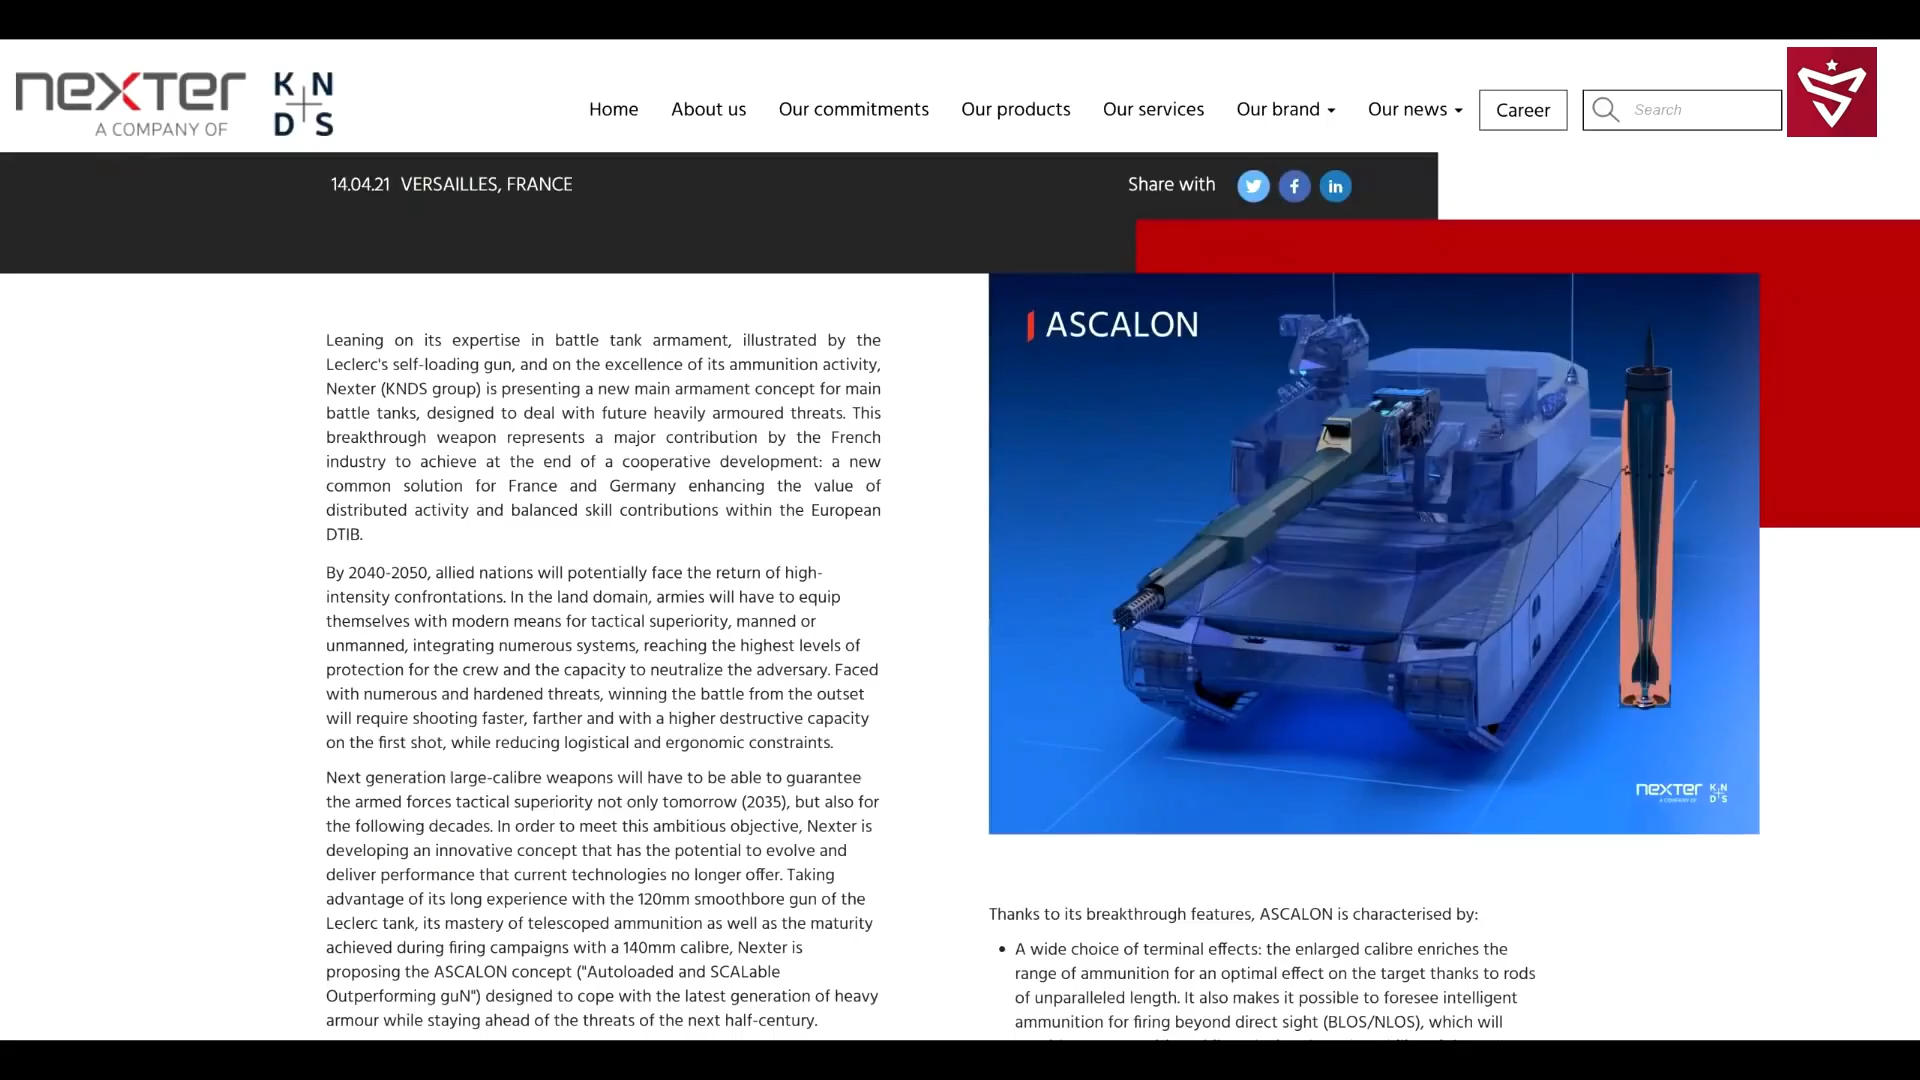 nexter
A COMPANY OF
K N
D S
Home
About us
Our commitments
Our products
Our services
Our brand
Our news
Career
Search
14.04.21 VERSAILLES, FRANCE
Share with
Leaning on its expertise in battle tank armament, illustrated by the
Leclerc's self-loading gun, and on the excellence of its ammunition activity,
Nexter (KNDS group) is presenting a new main armament concept for main
battle tanks, designed to deal with future heavily armoured threats. This
breakthrough weapon represents a major contribution by the French
industry to achieve at the end of a cooperative development: a new
common solution for France and Germany enhancing the value of
distributed activity and balanced skill contributions within the European
DTIB.
By 2040-2050, allied nations will potentially face the return of high-
intensity confrontations. In the land domain, armies will have to equip
themselves with modern means for tactical superiority, manned or
unmanned, integrating numerous systems, reaching the highest levels of
protection for the crew and the capacity to neutralize the adversary. Faced
with numerous and hardened threats, winning the battle from the outset
will require shooting faster, farther and with a higher destructive capacity
on the first shot, while reducing logistical and ergonomic constraints.
Next generation large-calibre weapons will have to be able to guarantee
the armed forces tactical superiority not only tomorrow (2035), but also for
the following decades. In order to meet this ambitious objective, Nexter is
developing an innovative concept that has the potential to evolve and
deliver performance that current technologies no longer offer. Taking
advantage of its long experience with the 120mm smoothbore gun of the
Leclerc tank, its mastery of telescoped ammunition as well as the maturity
achieved during firing campaigns with a 140mm calibre, Nexter is
proposing the ASCALON concept ("Autoloaded and SCALable
Outperforming guN") designed to cope with the latest generation of heavy
armour while staying ahead of the threats of the next half-century.
ASCALON
nexter
A COMPANY OF
K N
D S
Thanks to its breakthrough features, ASCALON is characterised by:
• A wide choice of terminal effects: the enlarged calibre enriches the
range of ammunition for an optimal effect on the target thanks to rods
of unparalleled length. It also makes it possible to foresee intelligent
ammunition for firing beyond direct sight (BLOS/NLOS), which will